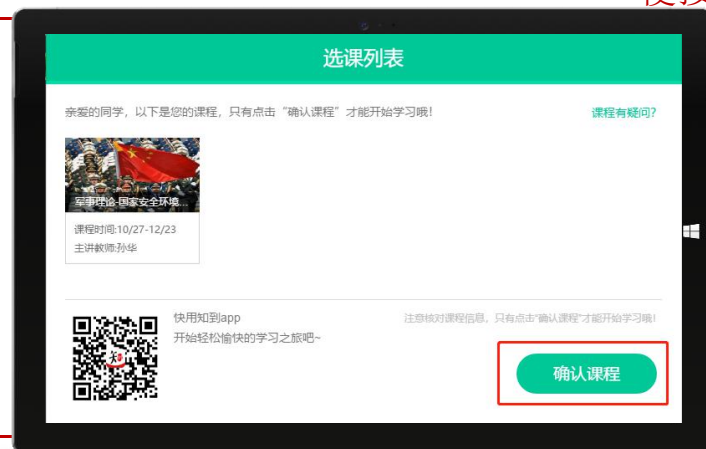 选课列表
亲爱的同学，以下是您的课程，只有点击“确认课程”才能开始学习哦！
课程有疑问？
军事理论-国家安全环境...
课程时间:10/27-12/23
主讲教师:孙华
快用知到app
开始轻松愉快的学习之旅吧~
注意核对课程信息，只有点击“确认课程”才能开始学习哦！
确认课程